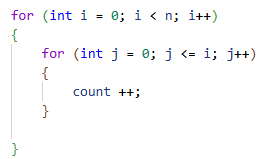 for (int i = 0; i < n; i++)
{
    for (int j = 0; j <= i; j++)
    {
        count ++;
    }
}